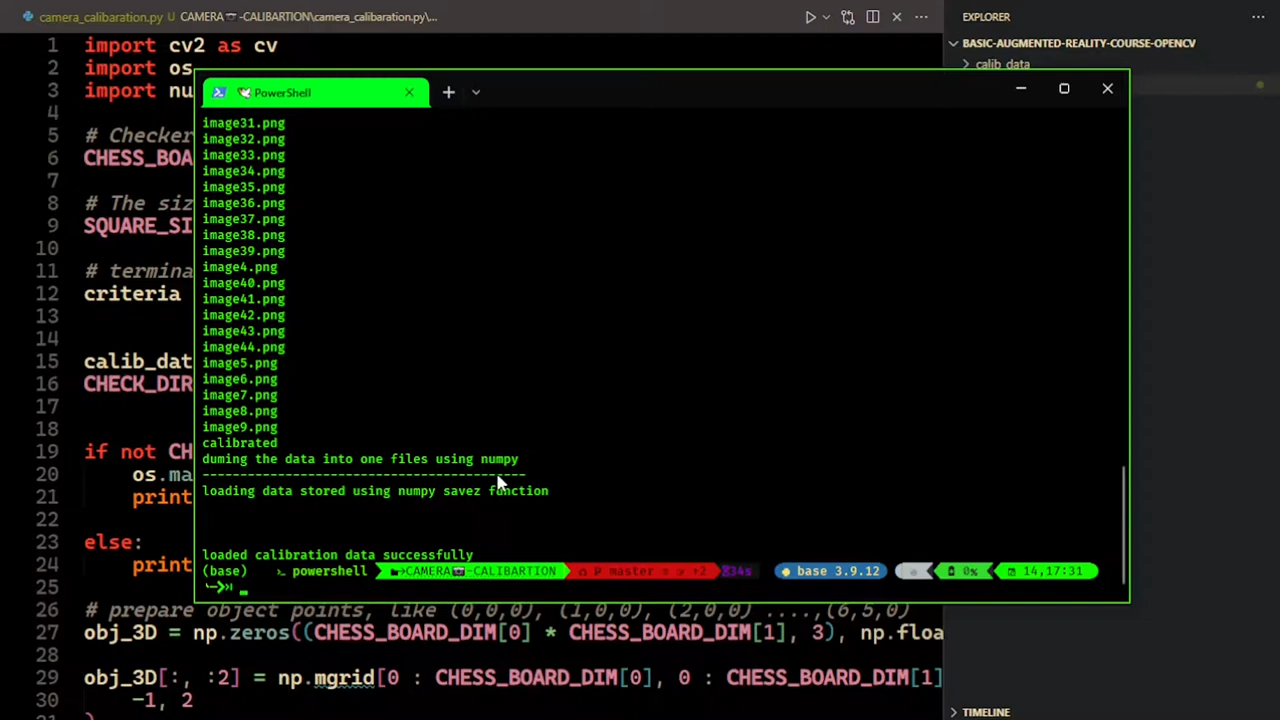 camera_calibaration.py U CAMERA📷-CALIBARTION\camera_calibaration.py\...
EXPLORER
BASIC-AUGMENTED-REALITY-COURSE-OPENCV
calib_data
1 import cv2 as cv
2 import os
3 import nu
4
5 # Checker
6 CHESS_BOA
7
8 # The siz
9 SQUARE_SI
10
11 # termina
12 criteria
13
14
15 calib_dat
16 CHECK_DIR
17
19 if not CH
20 os.ma
21 print
23 else:
24 print
PowerShell
image31.png
image32.png
image33.png
image34.png
image35.png
image36.png
image37.png
image38.png
image39.png
image4.png
image40.png
image41.png
image42.png
image43.png
image44.png
image5.png
image6.png
image7.png
image8.png
image9.png
calibrated
duming the data into one files using numpy
-------------------------------------------
loading data stored using numpy savez function
loaded calibration data successfully
(base) powershell CAMERA📷-CALIBARTION master +2 34s base 3.9.12 0% 14,17:31
26 # prepare object points, like (0,0,0), (1,0,0), (2,0,0) ....,(6,5,0)
27 obj_3D = np.zeros((CHESS_BOARD_DIM[0] * CHESS_BOARD_DIM[1], 3), np.floa
28
29 obj_3D[:, :2] = np.mgrid[0 : CHESS_BOARD_DIM[0], 0 : CHESS_BOARD_DIM[1]
30 -1, 2
TIMELINE